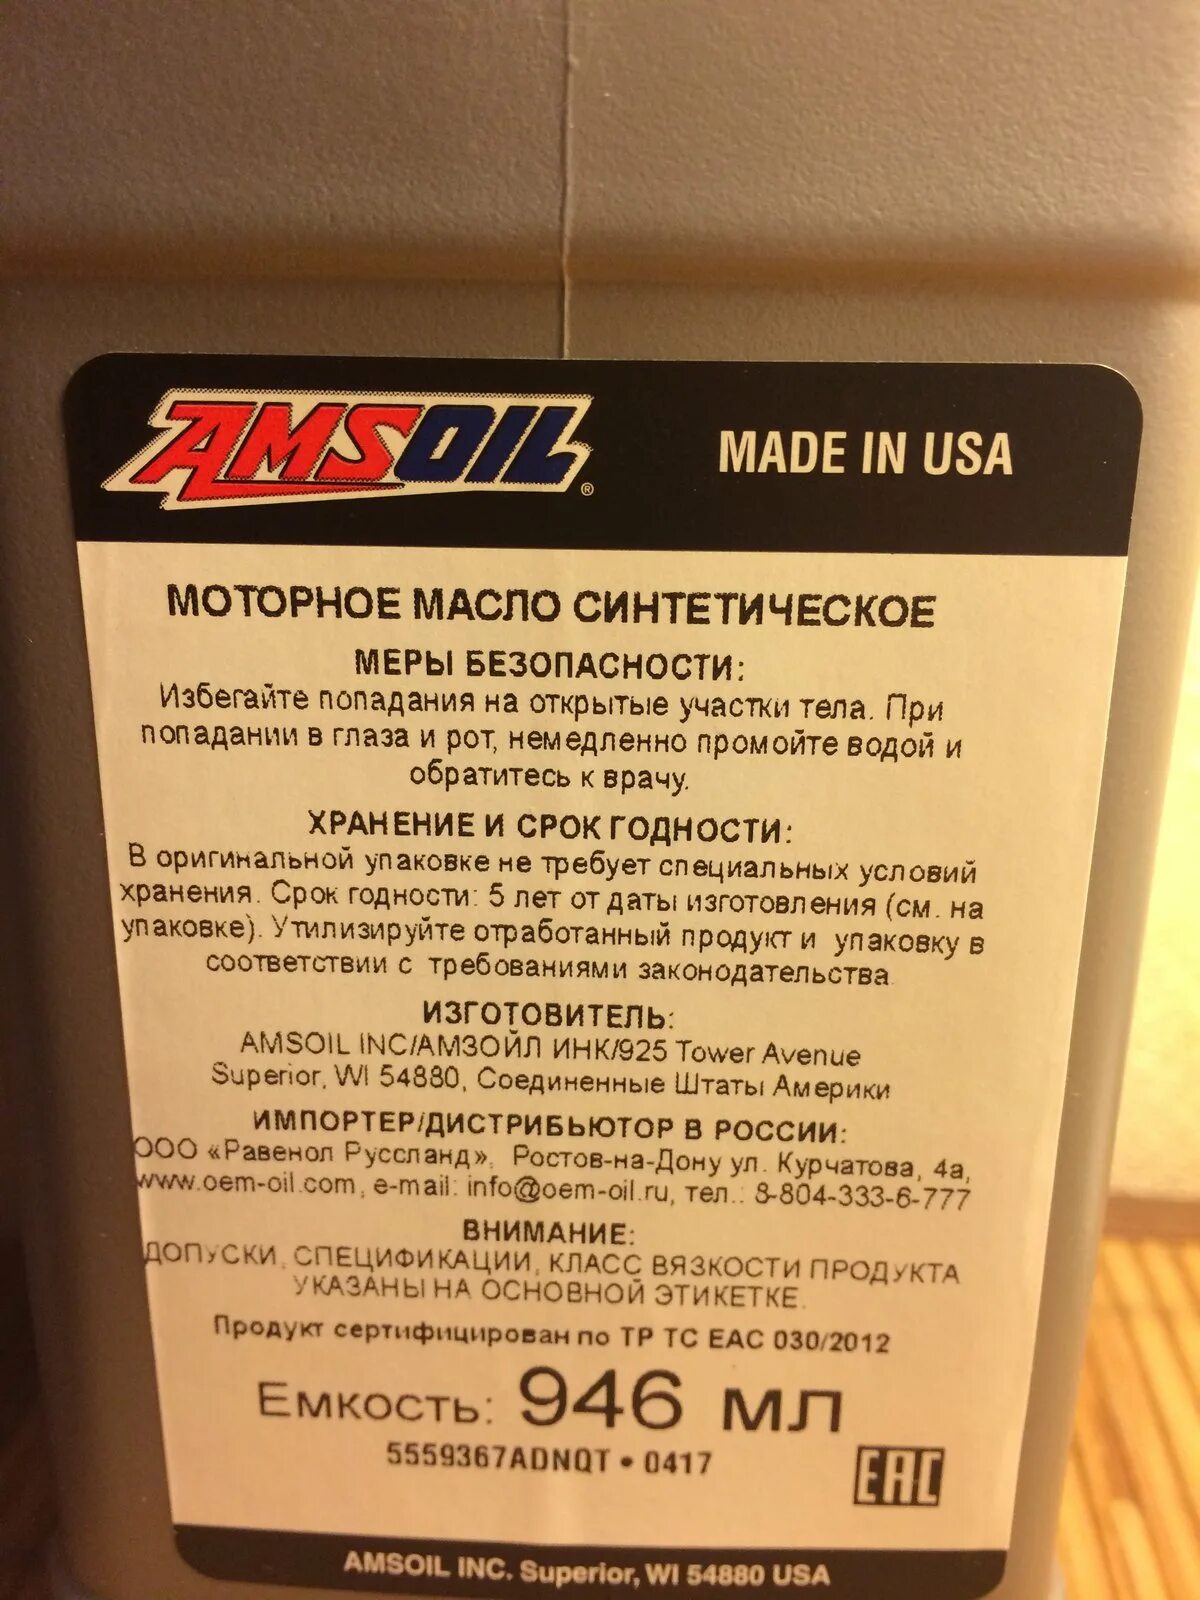 AMSOIL®
MADE IN USA
МОТОРНОЕ МАСЛО СИНТЕТИЧЕСКОЕ
МЕРЫ БЕЗОПАСНОСТИ:
Избегайте попадания на открытые участки тела. При
попадании в глаза и рот, немедленно промойте водой и
обратитесь к врачу.
ХРАНЕНИЕ И СРОК ГОДНОСТИ:
В оригинальной упаковке не требует специальных условий
хранения. Срок годности: 5 лет от даты изготовления (см. на
упаковке). Утилизируйте отработанный продукт и упаковку в
соответствии с требованиями законодательства.
ИЗГОТОВИТЕЛЬ:
AMSOIL INC/АМЗОЙЛ ИНК/925 Tower Avenue
Superior, WI 54880, Соединенные Штаты Америки
ИМПОРТЕР/ДИСТРИБЬЮТОР В РОССИИ:
ООО «Равенол Руссланд», Ростов-на-Дону ул. Курчатова, 4а,
www.oem-oil.com, e-mail: info@oem-oil.ru, тел.: 8-804-333-6-777
ВНИМАНИЕ:
ДОПУСКИ, СПЕЦИФИКАЦИИ, КЛАСС ВЯЗКОСТИ ПРОДУКТА
УКАЗАНЫ НА ОСНОВНОЙ ЭТИКЕТКЕ.
Продукт сертифицирован по ТР ТС ЕАС 030/2012
Емкость: 946 мл
5559367ADNQT • 0417
EAC
AMSOIL INC. Superior, WI 54880 USA